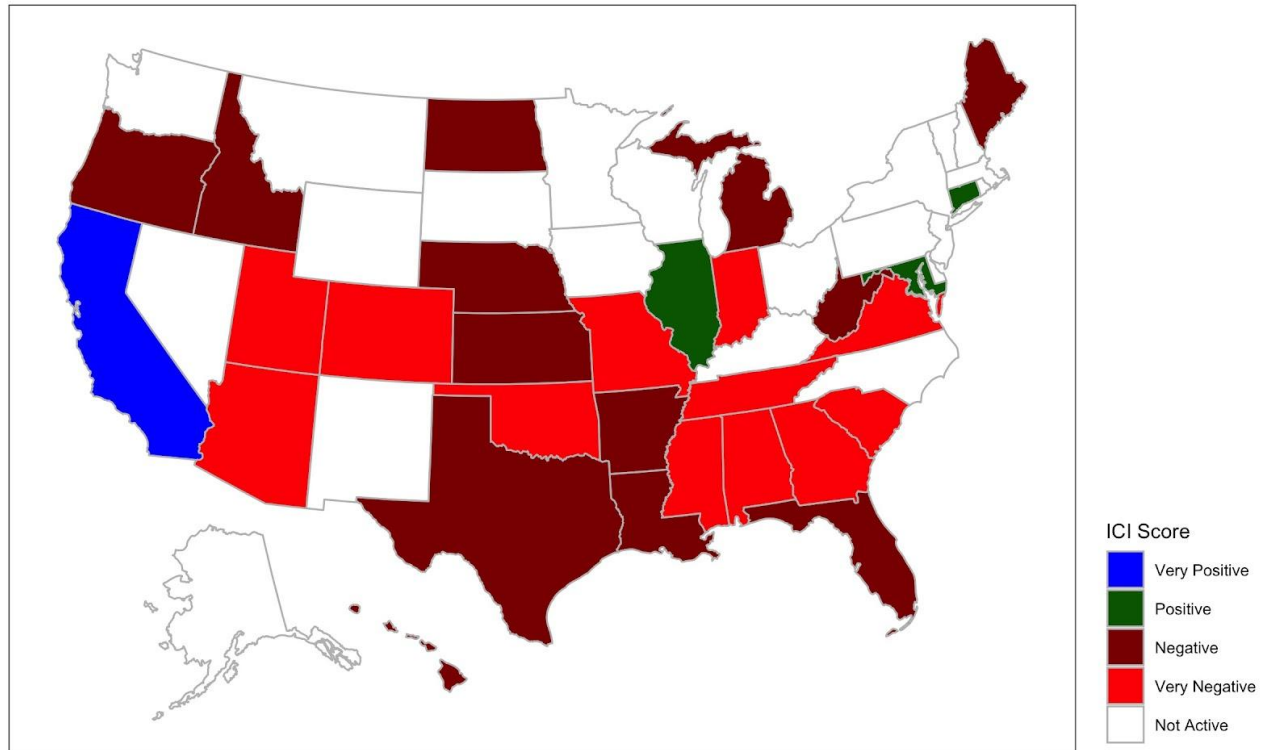 ICI Score
Very Positive
Positive
Negative
Very Negative
Not Active